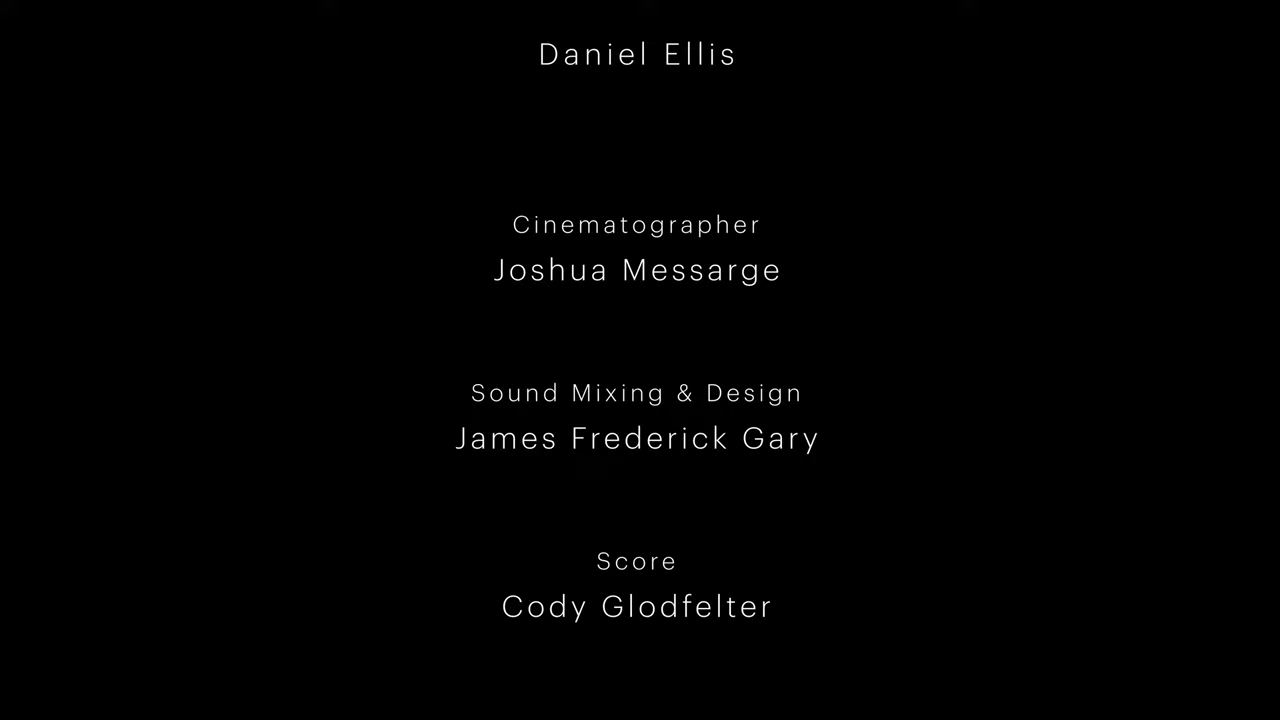 Daniel Ellis
Cinematographer
Joshua Messarge
Sound Mixing & Design
James Frederick Gary
Score
Cody Glodfelter